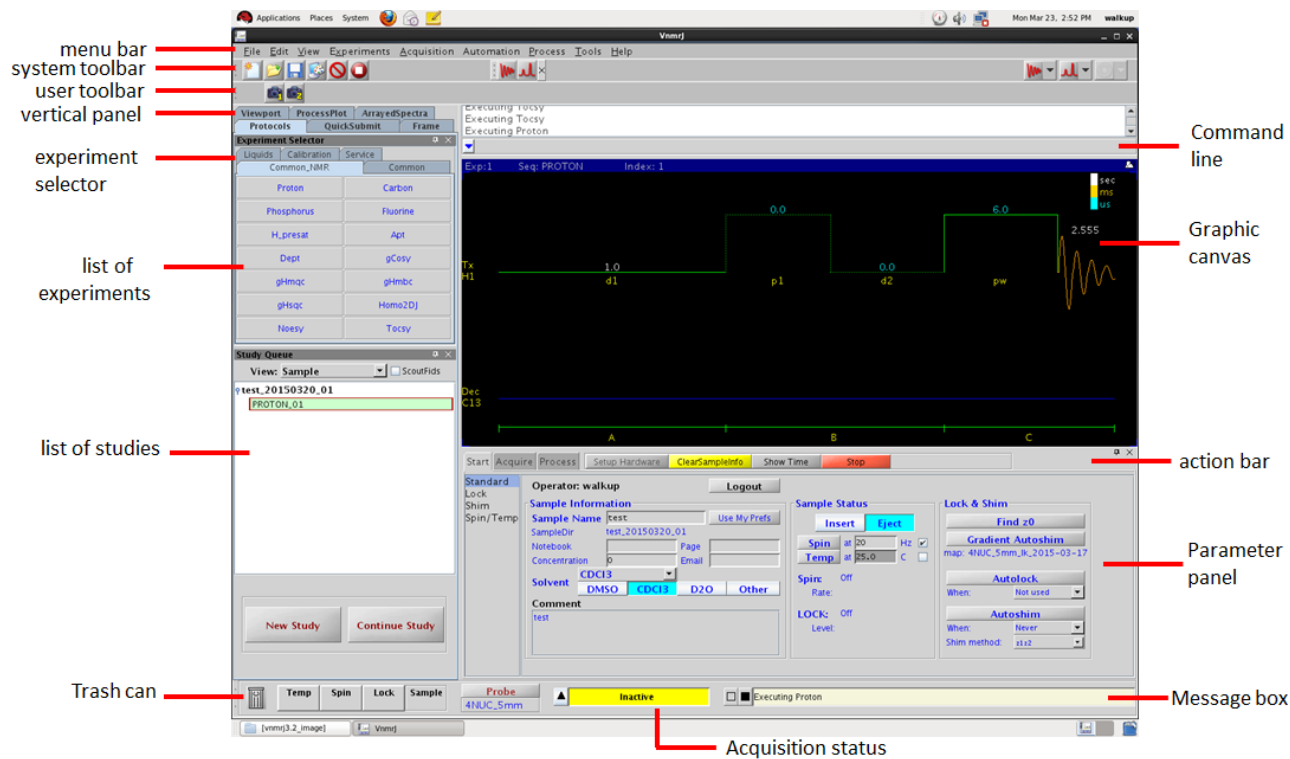 Applications Places System
Mon Mar 23, 2:52 PM walkup
VnmrJ
menu bar
File Edit View Experiments Acquisition Automation Process Tools Help
system toolbar
user toolbar
vertical panel
Viewport ProcessPlot ArrayedSpectra
Protocols QuickSubmit Frame
Executing Tocsy
Executing Tocsy
Executing Proton
Command
line
experiment
selector
Experiment Selector
Liquids Calibration Service
Common_NMR Common
Proton Carbon
Phosphorus Fluorine
H_presat Apt
Dept gCosy
gHmqc gHmbc
gHsqc Homo2DJ
Noesy Tocsy
list of
experiments
Exp:1 Seq: PROTON Index: 1
sec
ms
us
0.0 6.0
2.555
Graphic
canvas
Tx
H1
1.0 0.0
d1 p1 d2 pw
Dec
C13
A B C
Study Queue
View: Sample ScoutFids
test_20150320_01
PROTON_01
list of studies
New Study Continue Study
Start Acquire Process Setup Hardware ClearSampleInfo Show Time Stop
action bar
Standard
Lock
Shim
Spin/Temp
Operator: walkup Logout
Sample Information
Sample Name test Use My Prefs
SampleDir test_20150320_01
Notebook Page
Concentration 0 Email
Solvent CDCl3
DMSO CDCl3 D2O Other
Comment
test
Sample Status
Insert Eject
Spin at 20 Hz
Temp at 25.0 C
Spin: Off
Rate:
LOCK: Off
Level:
Lock & Shim
Find z0
Gradient Autoshim
map: 4NUC_5mm_lk_2015-03-17
Autolock
When: Not used
Autoshim
When: Never
Shim method: z1z2
Parameter
panel
Trash can
Temp Spin Lock Sample
Probe
4NUC_5mm
Inactive
Executing Proton
Message box
[vnmrj3.2_image] VnmrJ
Acquisition status